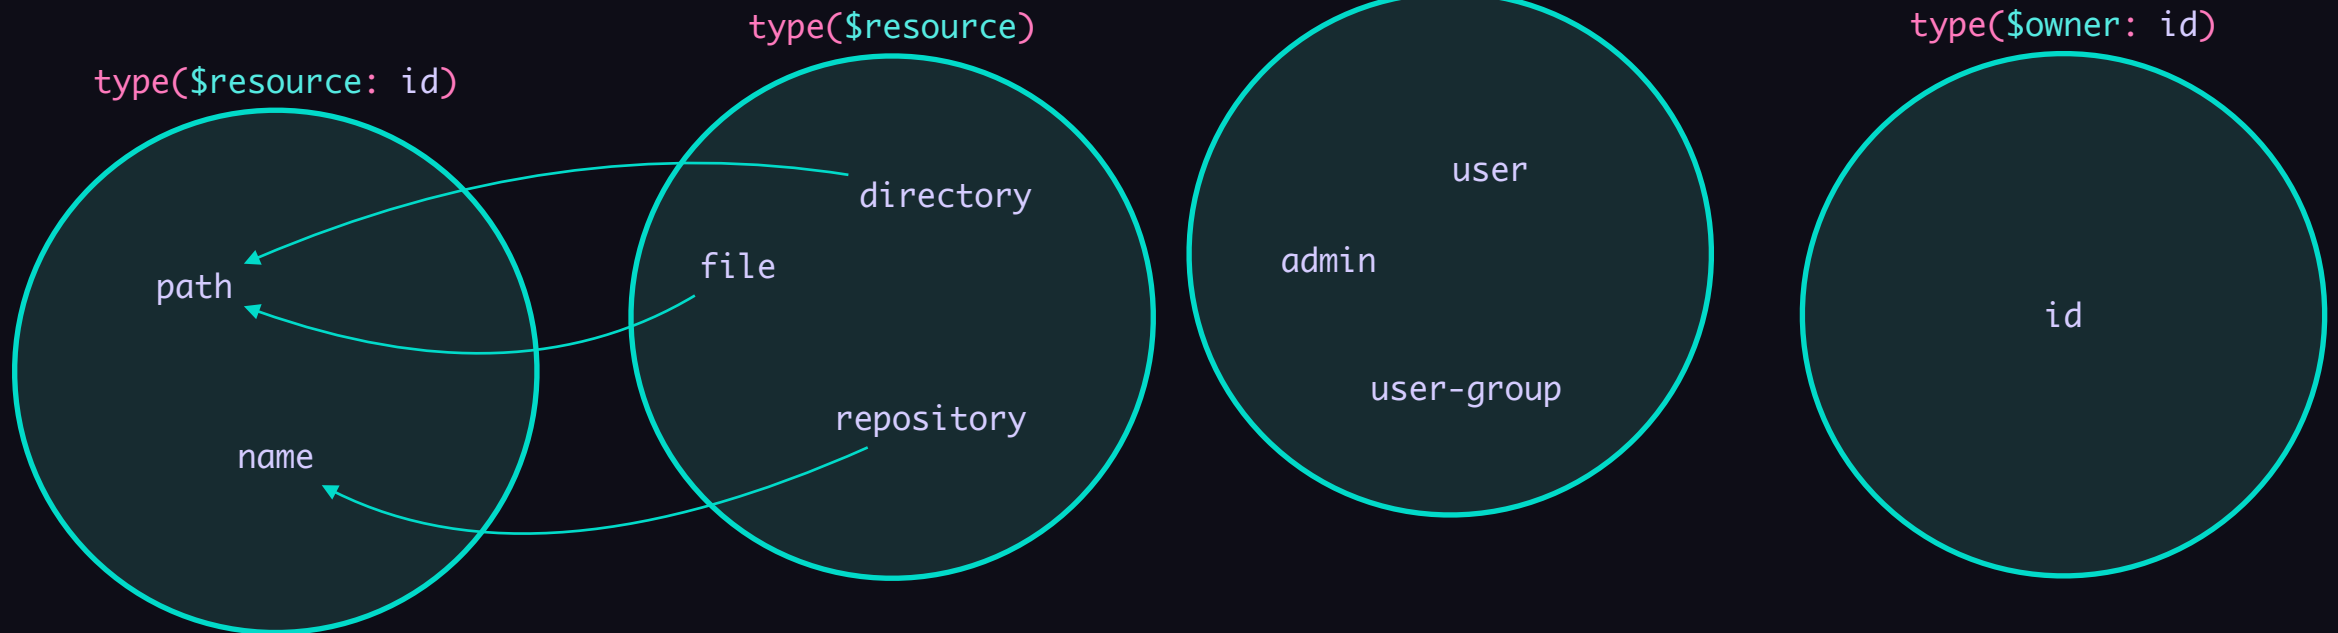 type($resource: id)
path
name
type($resource)
directory
file
repository
user
admin
user-group
type($owner: id)
id